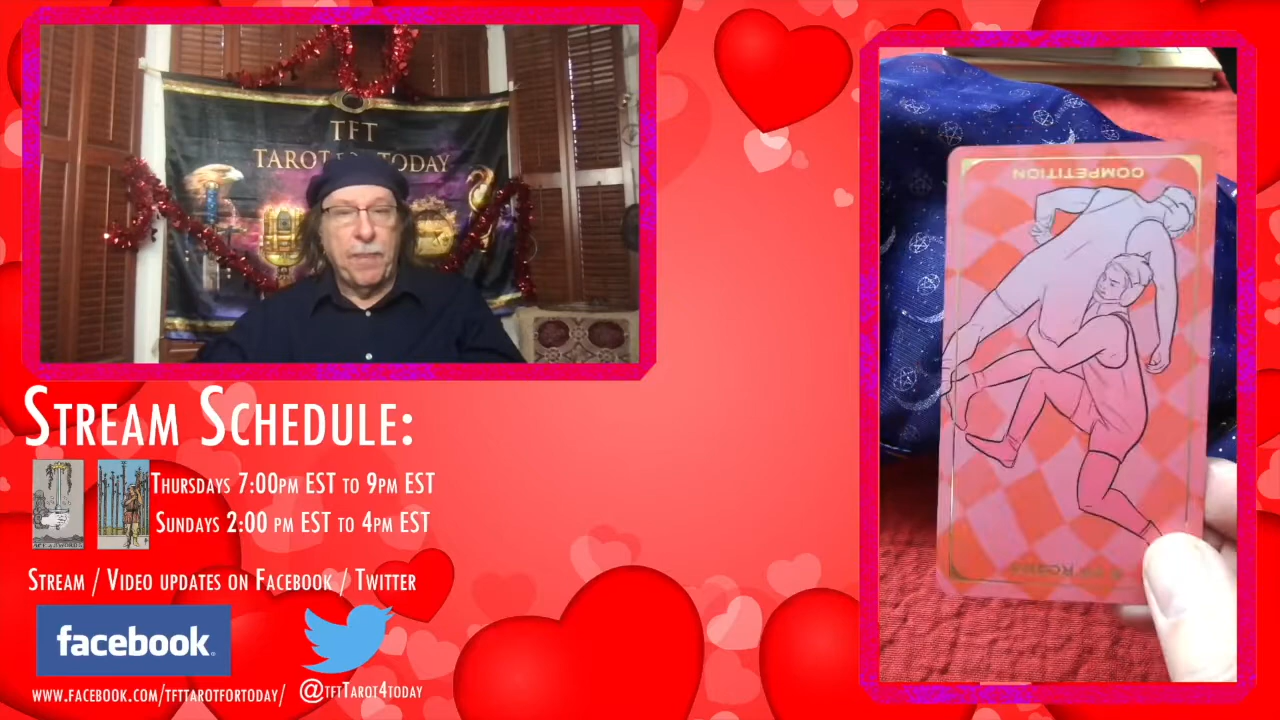 TFT
TAROT TODAY
COMPETITION
STREAM SCHEDULE:
THURSDAYS 7:00PM EST TO 9PM EST
SUNDAYS 2:00 PM EST TO 4PM EST
STREAM / VIDEO UPDATES ON FACEBOOK / TWITTER
facebook.
WWW.FACEBOOK.COM/TFTTAROTFORTODAY/
@TFTTAROT4TODAY